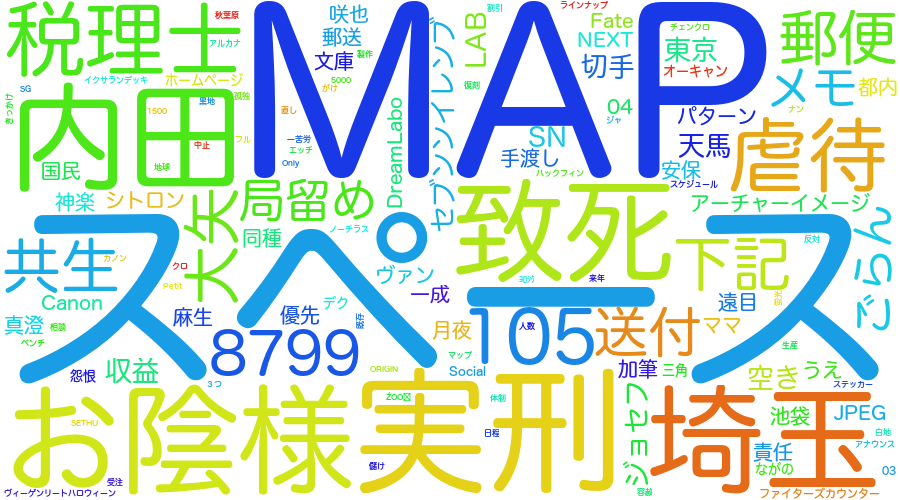 税理士
MAP
郵便
内田
スペース
虐待
致死
お陰様
実刑
埼玉
8799
105
送付
局留め
大矢
共生
下記
ごらん
秋葉原
アルカナ
イクサランデッキ
ホームページ
SG
きっかけ
1500
里地
孤独
中止
フル
地球
国民
咲也
郵送
文庫
製作
5000
がけ
直し
一苦労
エッチ
Only
DreamLabo
セブンソンイレンブ
LAB
割引
復刻
ラインナップ
Fate
NEXT
切手
04
ジャ
SN
手渡し
ハックフィン
チェンクロ
東京
オーキャン
パターン
天馬
安保
スケジュール
メモ
都内
ナン
神楽
シトロン
同種
ノーチラス
アーチャーイメージ
反対
カノン
クロ
Petit
Canon
真澄
相談
ベンチ
麻生
優先
デク
ヴァン
一成
月夜
人数
来年
遠目
ママ
生産
怨恨
収益
3つ
マップ
Social
ORIGIN
加筆
三角
空き
うえ
ステッカー
SETHU
体制
日程
儲け
受注
ヴィーゲンリートハロウィーン
ジョセフ
容赦
池袋
JPEG
責任
ながの
白地
アナウンス
03
ファイターズカウンター